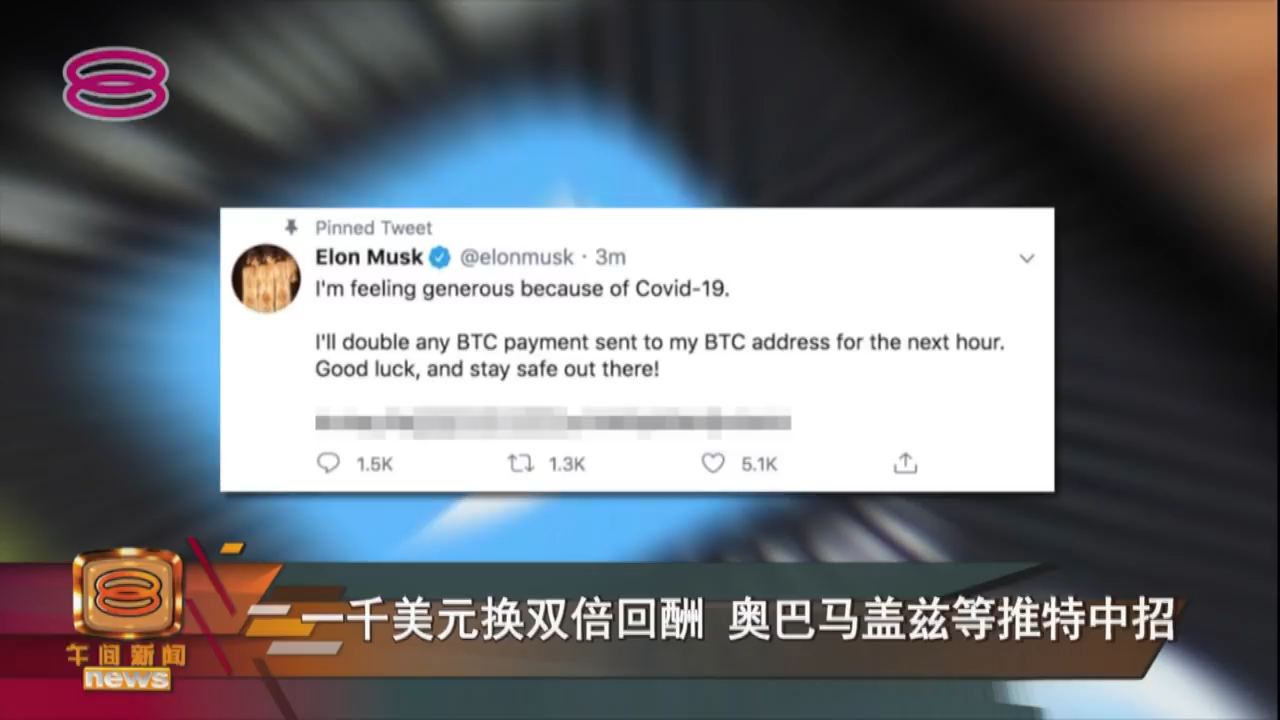 Pinned Tweet
Elon Musk @elonmusk · 3m
I'm feeling generous because of Covid-19.
I'll double any BTC payment sent to my BTC address for the next hour.
Good luck, and stay safe out there!
1.5K 1.3K 5.1K
一千美元换双倍回酬 奥巴马盖兹等推特中招
午间新闻
news